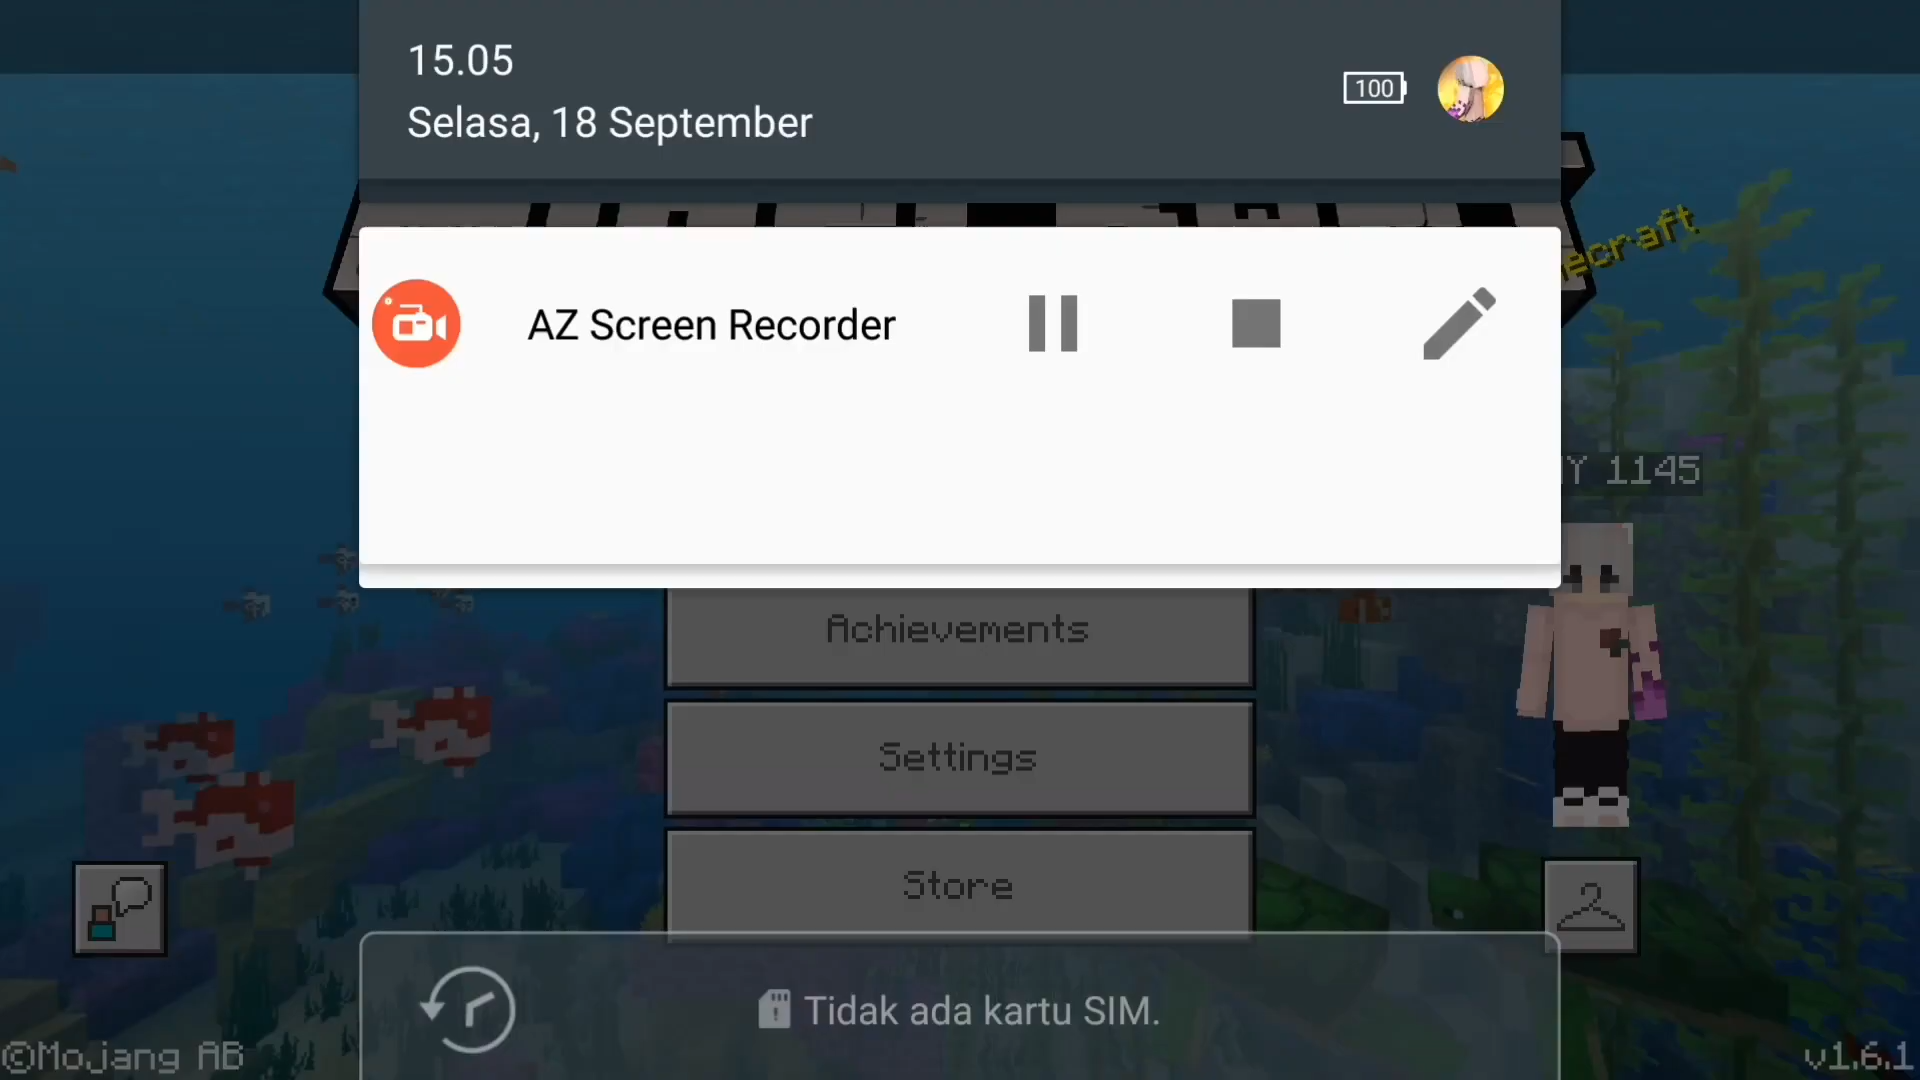 15.05
100
Selasa, 18 September
ecraft
AZ Screen Recorder
Y 1145
Achievements
Settings
Store
Tidak ada kartu SIM.
©Mojang AB
v1.6.1